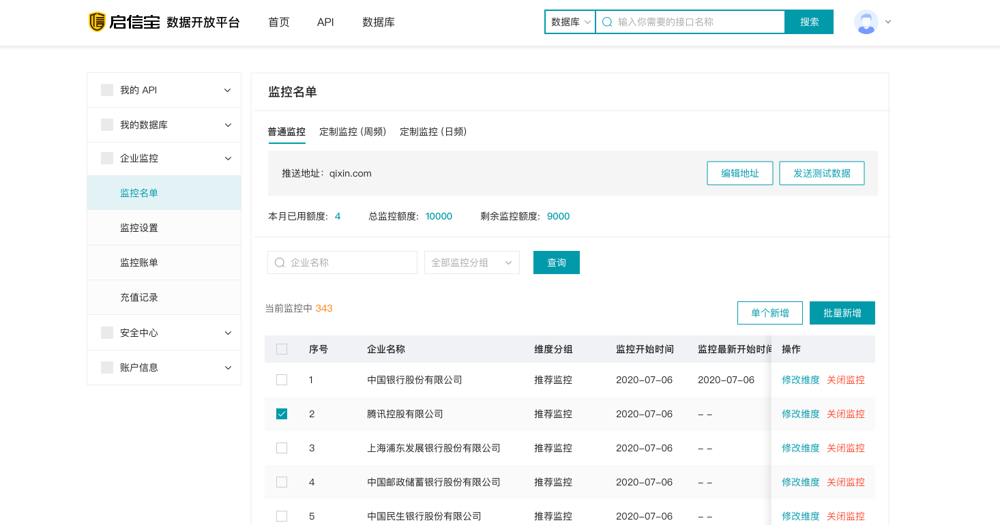 启信宝 数据开放平台 首页 API 数据库 数据库 输入你需要的接口名称 搜索
我的 API
我的数据库
企业监控
监控名单
监控设置
监控账单
充值记录
安全中心
账户信息
监控名单
普通监控 定制监控 (周频) 定制监控 (日频)
推送地址: qixin.com 编辑地址 发送测试数据
本月已用额度: 4 总监控额度: 10000 剩余监控额度: 9000
企业名称 全部监控分组 查询
当前监控中 343 单个新增 批量新增
序号 企业名称 维度分组 监控开始时间 监控最新开始时间 操作
1 中国银行股份有限公司 推荐监控 2020-07-06 2020-07-06 修改维度 关闭监控
2 腾讯控股有限公司 推荐监控 2020-07-06 - - 修改维度 关闭监控
3 上海浦东发展银行股份有限公司 推荐监控 2020-07-06 - - 修改维度 关闭监控
4 中国邮政储蓄银行股份有限公司 推荐监控 2020-07-06 - - 修改维度 关闭监控
5 中国民生银行股份有限公司 推荐监控 2020-07-06 - - 修改维度 关闭监控